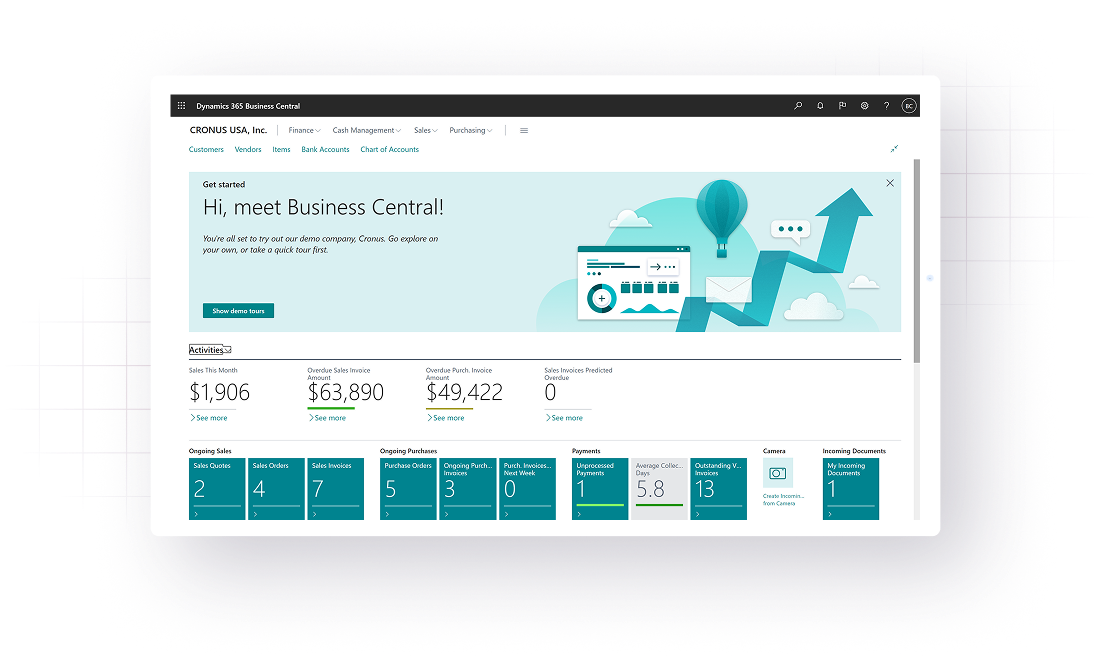 Dynamics 365 Business Central
?
BC
CRONUS USA, Inc.
Finance
Cash Management
Sales
Purchasing
Customers
Vendors
Items
Bank Accounts
Chart of Accounts
Get started
Hi, meet Business Central!
You're all set to try out our demo company, Cronus. Go explore on
your own, or take a quick tour first.
Show demo tours
Activities
Sales This Month
$1,906
See more
Overdue Sales Invoice
Amount
$63,890
See more
Overdue Purch. Invoice
Amount
$49,422
See more
Sales Invoices Predicted
Overdue
0
See more
Ongoing Sales
Sales Quotes
2
Sales Orders
4
Sales Invoices
7
Ongoing Purchases
Purchase Orders
5
Ongoing Purch...
Invoices
3
Purch. Invoices...
Next Week
0
Payments
Unprocessed
Payments
1
Average Collec...
Days
5.8
Outstanding V...
Invoices
13
Camera
Create Incomin...
from Camera
Incoming Documents
My Incoming
Documents
1